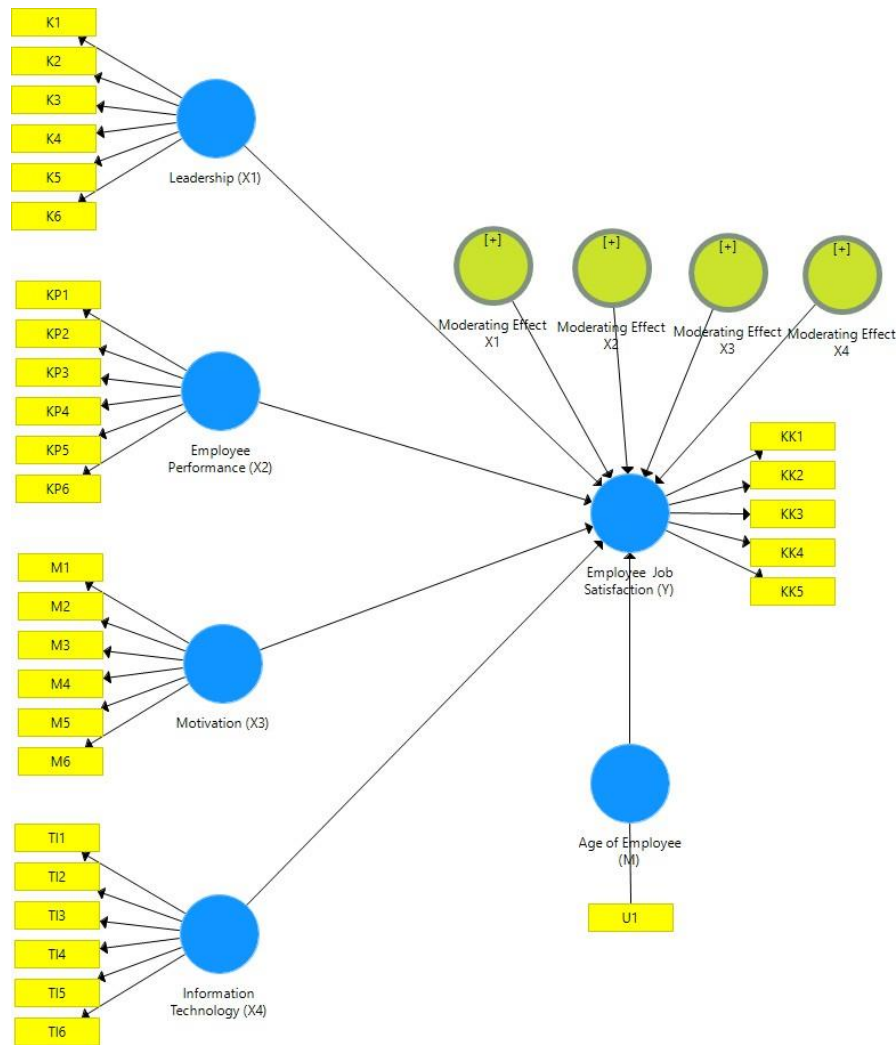 K1
K2
K3
K4
K5
K6
Leadership (X1)
[+]
[+]
[+]
[+]
Moderating Effect
X1
Moderating Effect
X2
Moderating Effect
X3
Moderating Effect
X4
KP1
KP2
KP3
KP4
KP5
KP6
Employee
Performance (X2)
KK1
KK2
KK3
KK4
KK5
Employee Job
Satisfaction (Y)
M1
M2
M3
M4
M5
M6
Motivation (X3)
Age of Employee
(M)
U1
TI1
TI2
TI3
TI4
TI5
TI6
Information
Technology (X4)